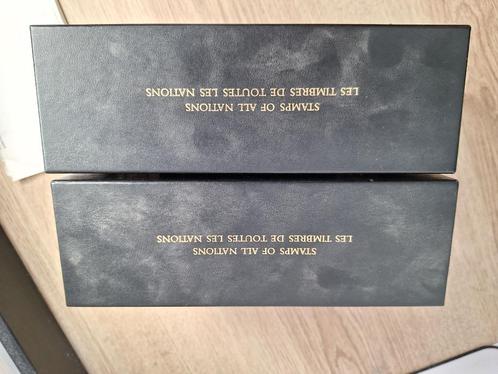 STAMPS OF ALL NATIONS
LES TIMBRES DE TOUTES LES NATIONS
STAMPS OF ALL NATIONS
LES TIMBRES DE TOUTES LES NATIONS